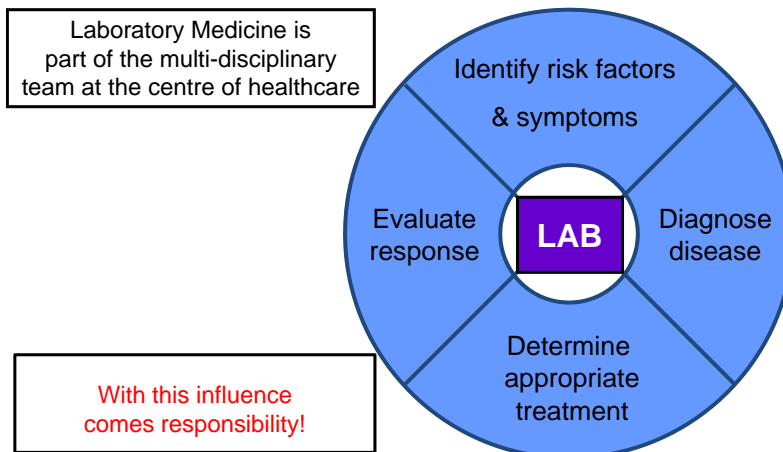 Laboratory Medicine is
part of the multi-disciplinary
team at the centre of healthcare
Identify risk factors
& symptoms
Evaluate
response
LAB
Diagnose
disease
Determine
appropriate
treatment
With this influence
comes responsibility!